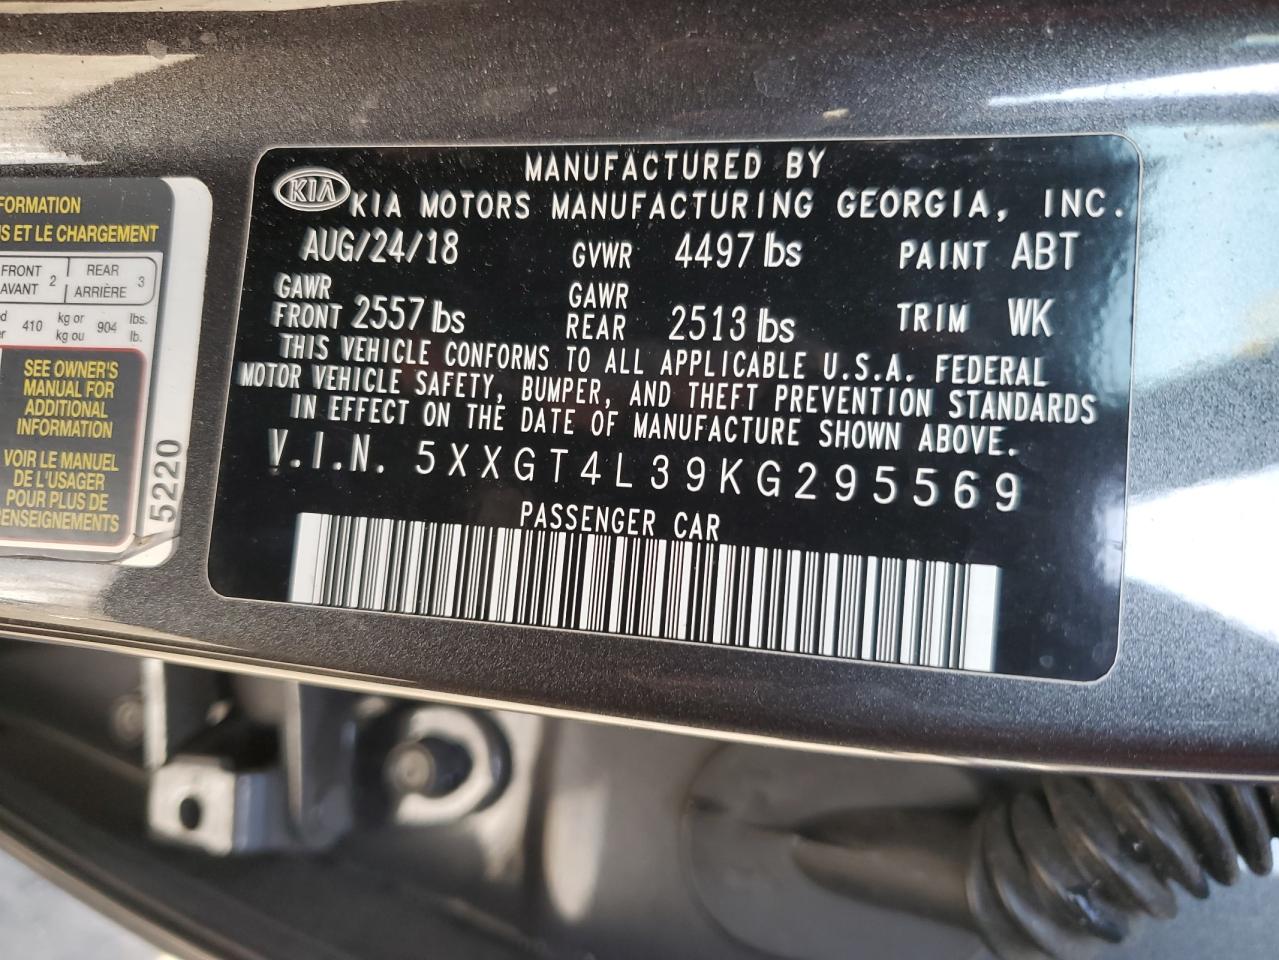 FORMATION
S ET LE CHARGEMENT
FRONT 2 REAR 3
AVANT ARRIÈRE
410 kg or 904 lbs.
kg ou lb.
SEE OWNER'S
MANUAL FOR
ADDITIONAL
INFORMATION
VOIR LE MANUEL
DE L'USAGER
POUR PLUS DE
RENSEIGNEMENTS
5220
MANUFACTURED BY
KIA KIA MOTORS MANUFACTURING GEORGIA, INC.
AUG/24/18 GVWR 4497 lbs PAINT ABT
GAWR GAWR
FRONT 2557 lbs REAR 2513 lbs TRIM WK
THIS VEHICLE CONFORMS TO ALL APPLICABLE U.S.A. FEDERAL
MOTOR VEHICLE SAFETY, BUMPER, AND THEFT PREVENTION STANDARDS
IN EFFECT ON THE DATE OF MANUFACTURE SHOWN ABOVE.
V.I.N. 5XXGT4L39KG295569
PASSENGER CAR